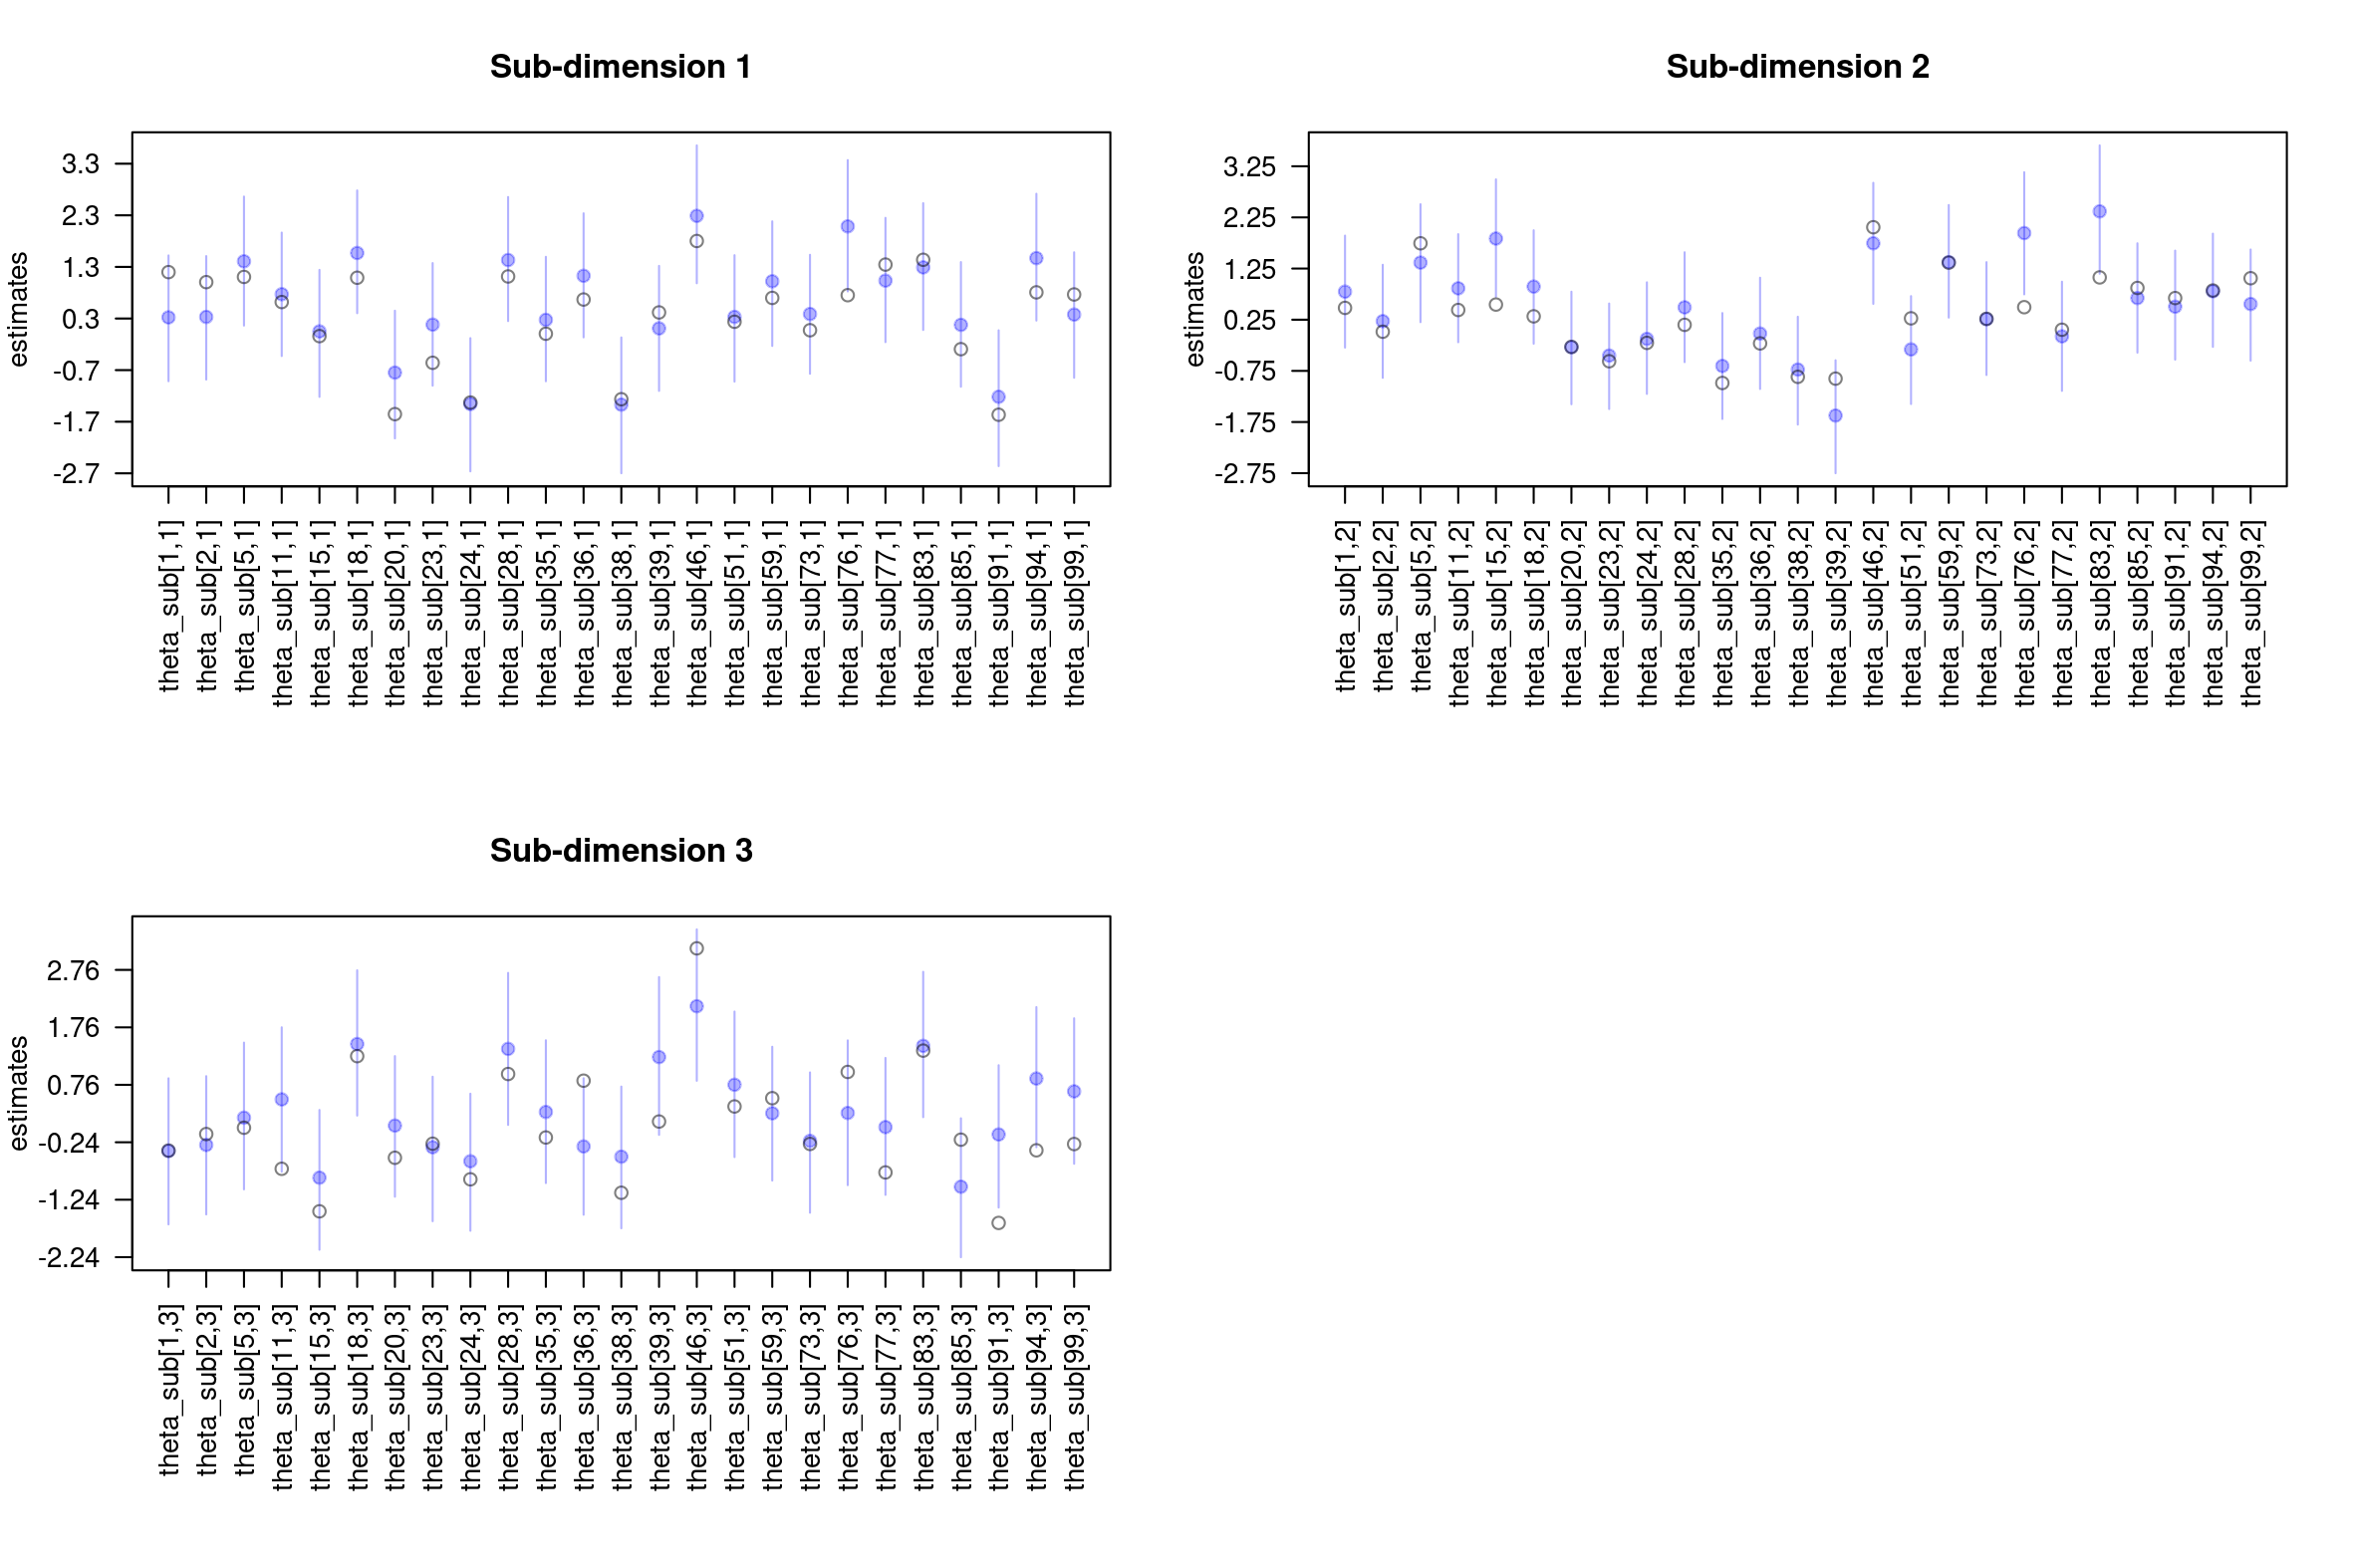 Sub-dimension 1
estimates
3.3
2.3
1.3
0.3
-0.7
-1.7
-2.7
theta_sub[1,1]
theta_sub[2,1]
theta_sub[5,1]
theta_sub[11,1]
theta_sub[15,1]
theta_sub[18,1]
theta_sub[20,1]
theta_sub[23,1]
theta_sub[24,1]
theta_sub[28,1]
theta_sub[35,1]
theta_sub[36,1]
theta_sub[38,1]
theta_sub[39,1]
theta_sub[46,1]
theta_sub[51,1]
theta_sub[59,1]
theta_sub[73,1]
theta_sub[76,1]
theta_sub[77,1]
theta_sub[83,1]
theta_sub[85,1]
theta_sub[91,1]
theta_sub[94,1]
theta_sub[99,1]
Sub-dimension 2
estimates
3.25
2.25
1.25
0.25
-0.75
-1.75
-2.75
theta_sub[1,2]
theta_sub[2,2]
theta_sub[5,2]
theta_sub[11,2]
theta_sub[15,2]
theta_sub[18,2]
theta_sub[20,2]
theta_sub[23,2]
theta_sub[24,2]
theta_sub[28,2]
theta_sub[35,2]
theta_sub[36,2]
theta_sub[38,2]
theta_sub[39,2]
theta_sub[46,2]
theta_sub[51,2]
theta_sub[59,2]
theta_sub[73,2]
theta_sub[76,2]
theta_sub[77,2]
theta_sub[83,2]
theta_sub[85,2]
theta_sub[91,2]
theta_sub[94,2]
theta_sub[99,2]
Sub-dimension 3
estimates
2.76
1.76
0.76
-0.24
-1.24
-2.24
theta_sub[1,3]
theta_sub[2,3]
theta_sub[5,3]
theta_sub[11,3]
theta_sub[15,3]
theta_sub[18,3]
theta_sub[20,3]
theta_sub[23,3]
theta_sub[24,3]
theta_sub[28,3]
theta_sub[35,3]
theta_sub[36,3]
theta_sub[38,3]
theta_sub[39,3]
theta_sub[46,3]
theta_sub[51,3]
theta_sub[59,3]
theta_sub[73,3]
theta_sub[76,3]
theta_sub[77,3]
theta_sub[83,3]
theta_sub[85,3]
theta_sub[91,3]
theta_sub[94,3]
theta_sub[99,3]